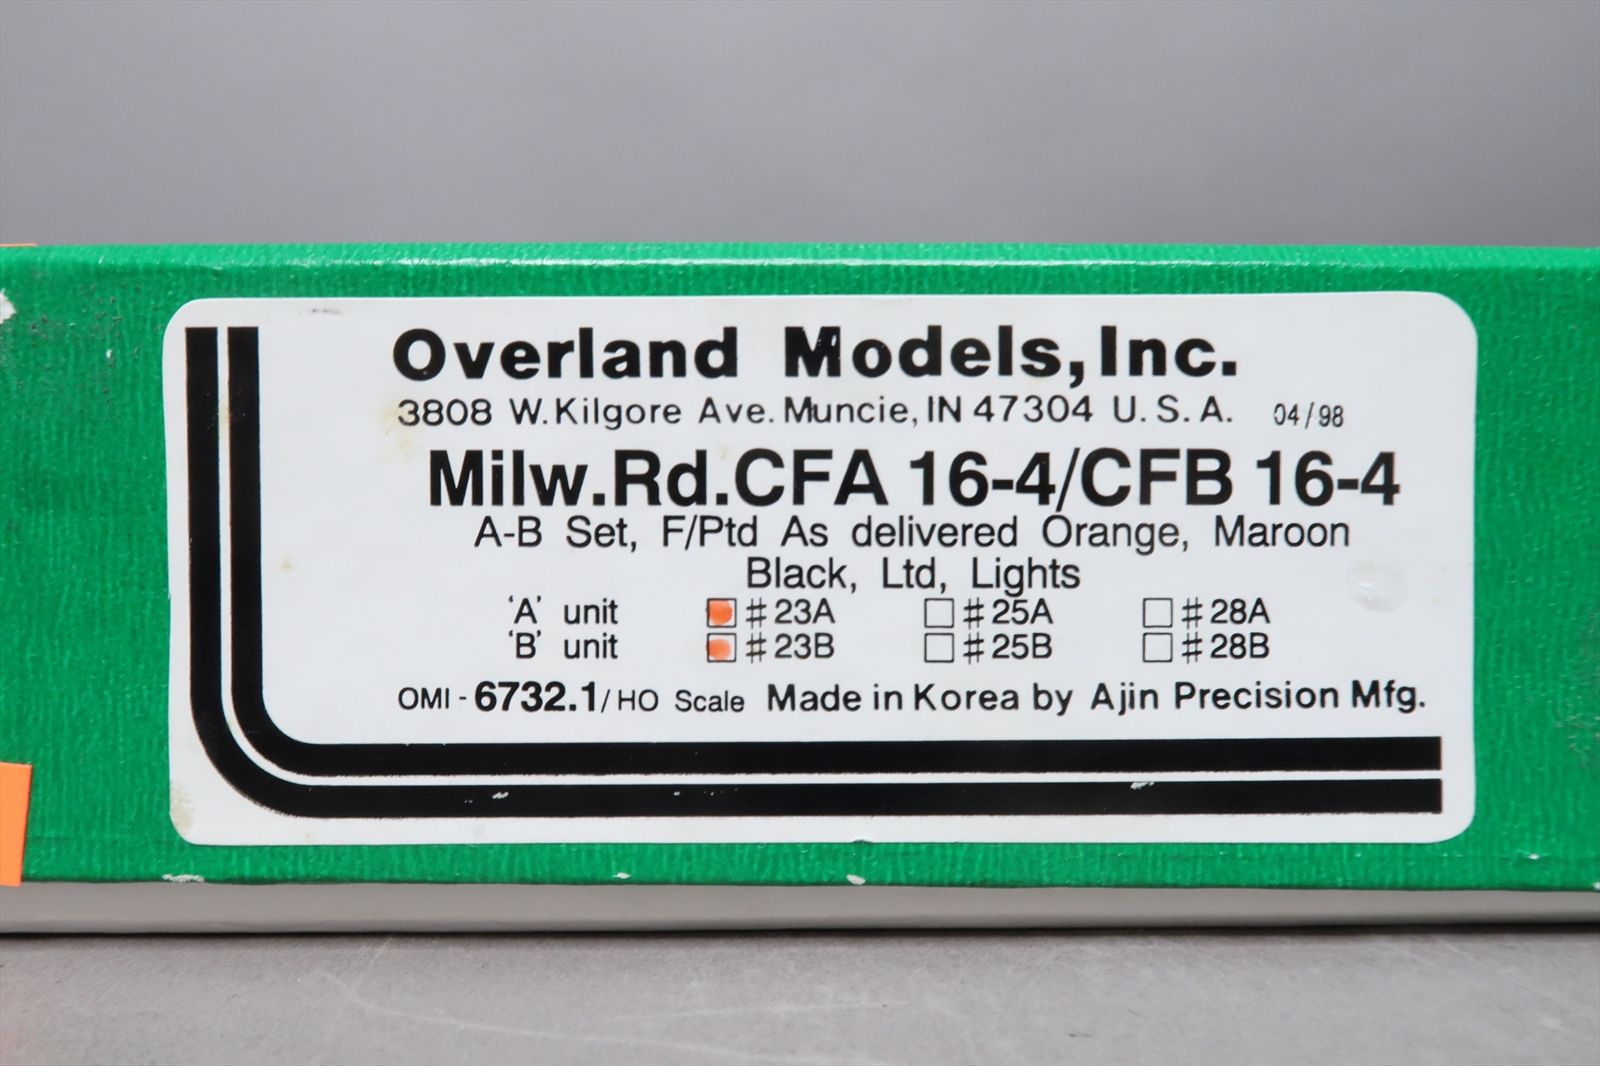 Overland Models, Inc.
3808 W. Kilgore Ave. Muncie, IN 47304 U. S. A. 04/98
Milw. Rd. CFA 16-4/CFB 16-4
A-B Set, F/Ptd As delivered Orange, Maroon
Black, Ltd, Lights
'A' unit #23A #25A #28A
'B' unit #23B #25B #28B
OMI - 6732.1/ HO Scale Made in Korea by Ajin Precision Mfg.